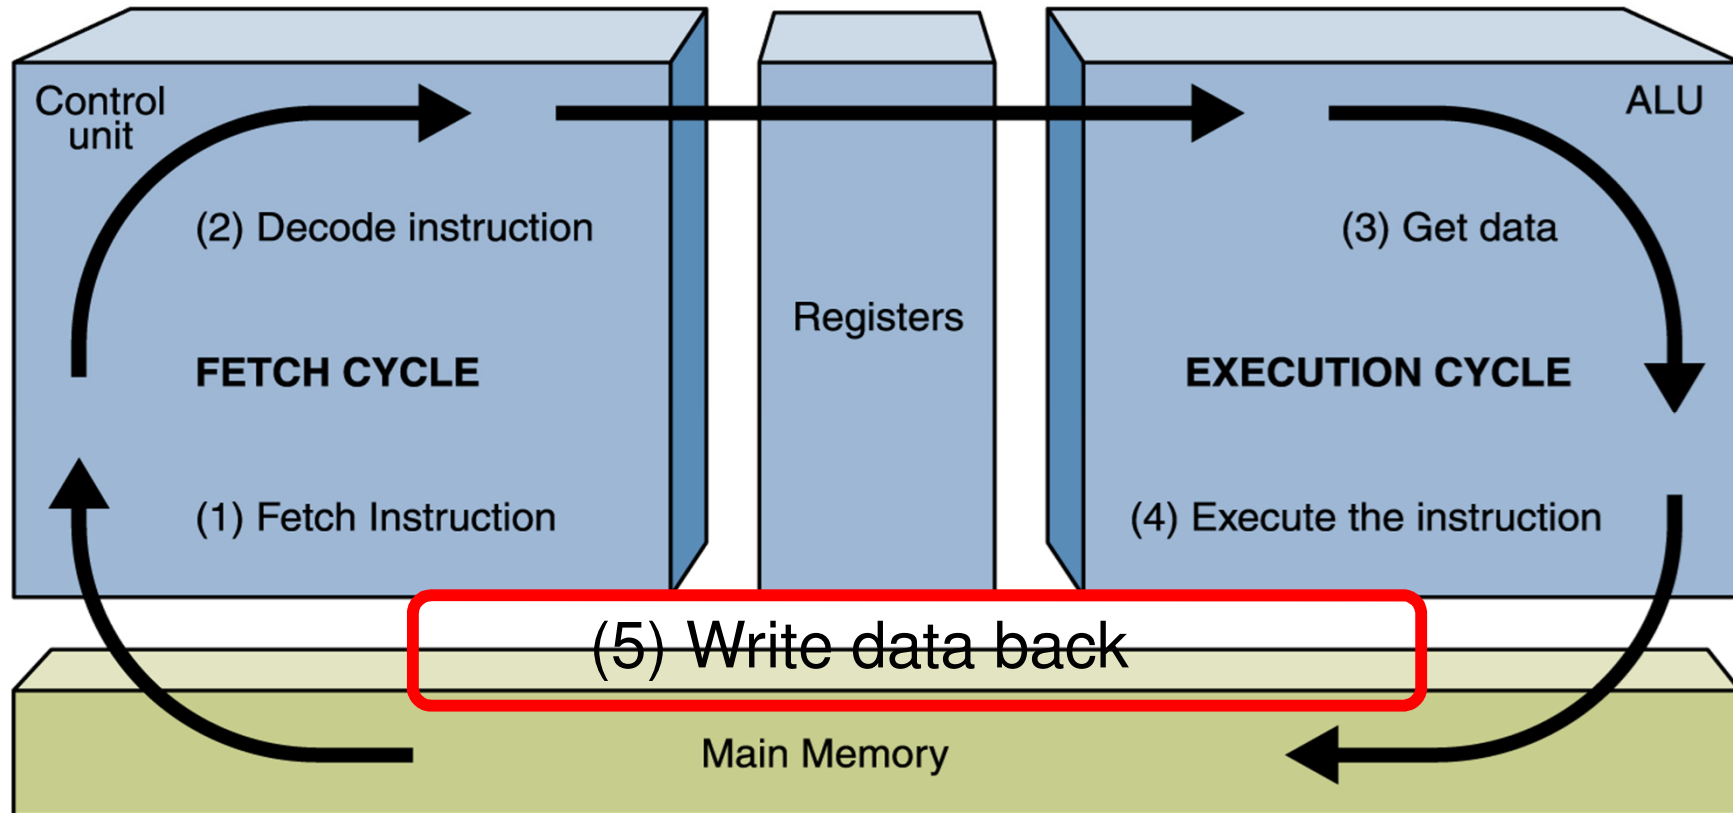 Control
unit
ALU
(2) Decode instruction
(3) Get data
Registers
FETCH CYCLE
EXECUTION CYCLE
(1) Fetch Instruction
(4) Execute the instruction
(5) Write data back
Main Memory